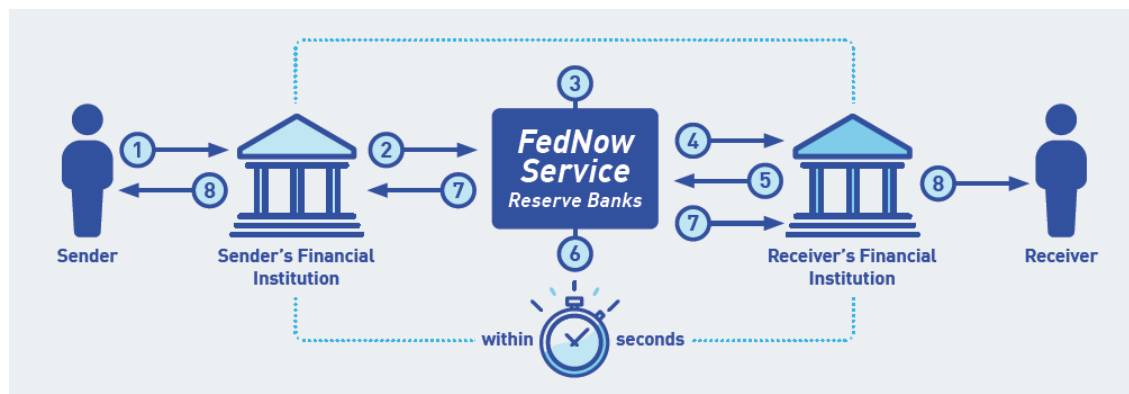 3
1
2
FedNow
Service
Reserve Banks
4
8
7
5
8
7
6
Sender
Sender's Financial
Institution
Receiver's Financial
Institution
Receiver
within
seconds